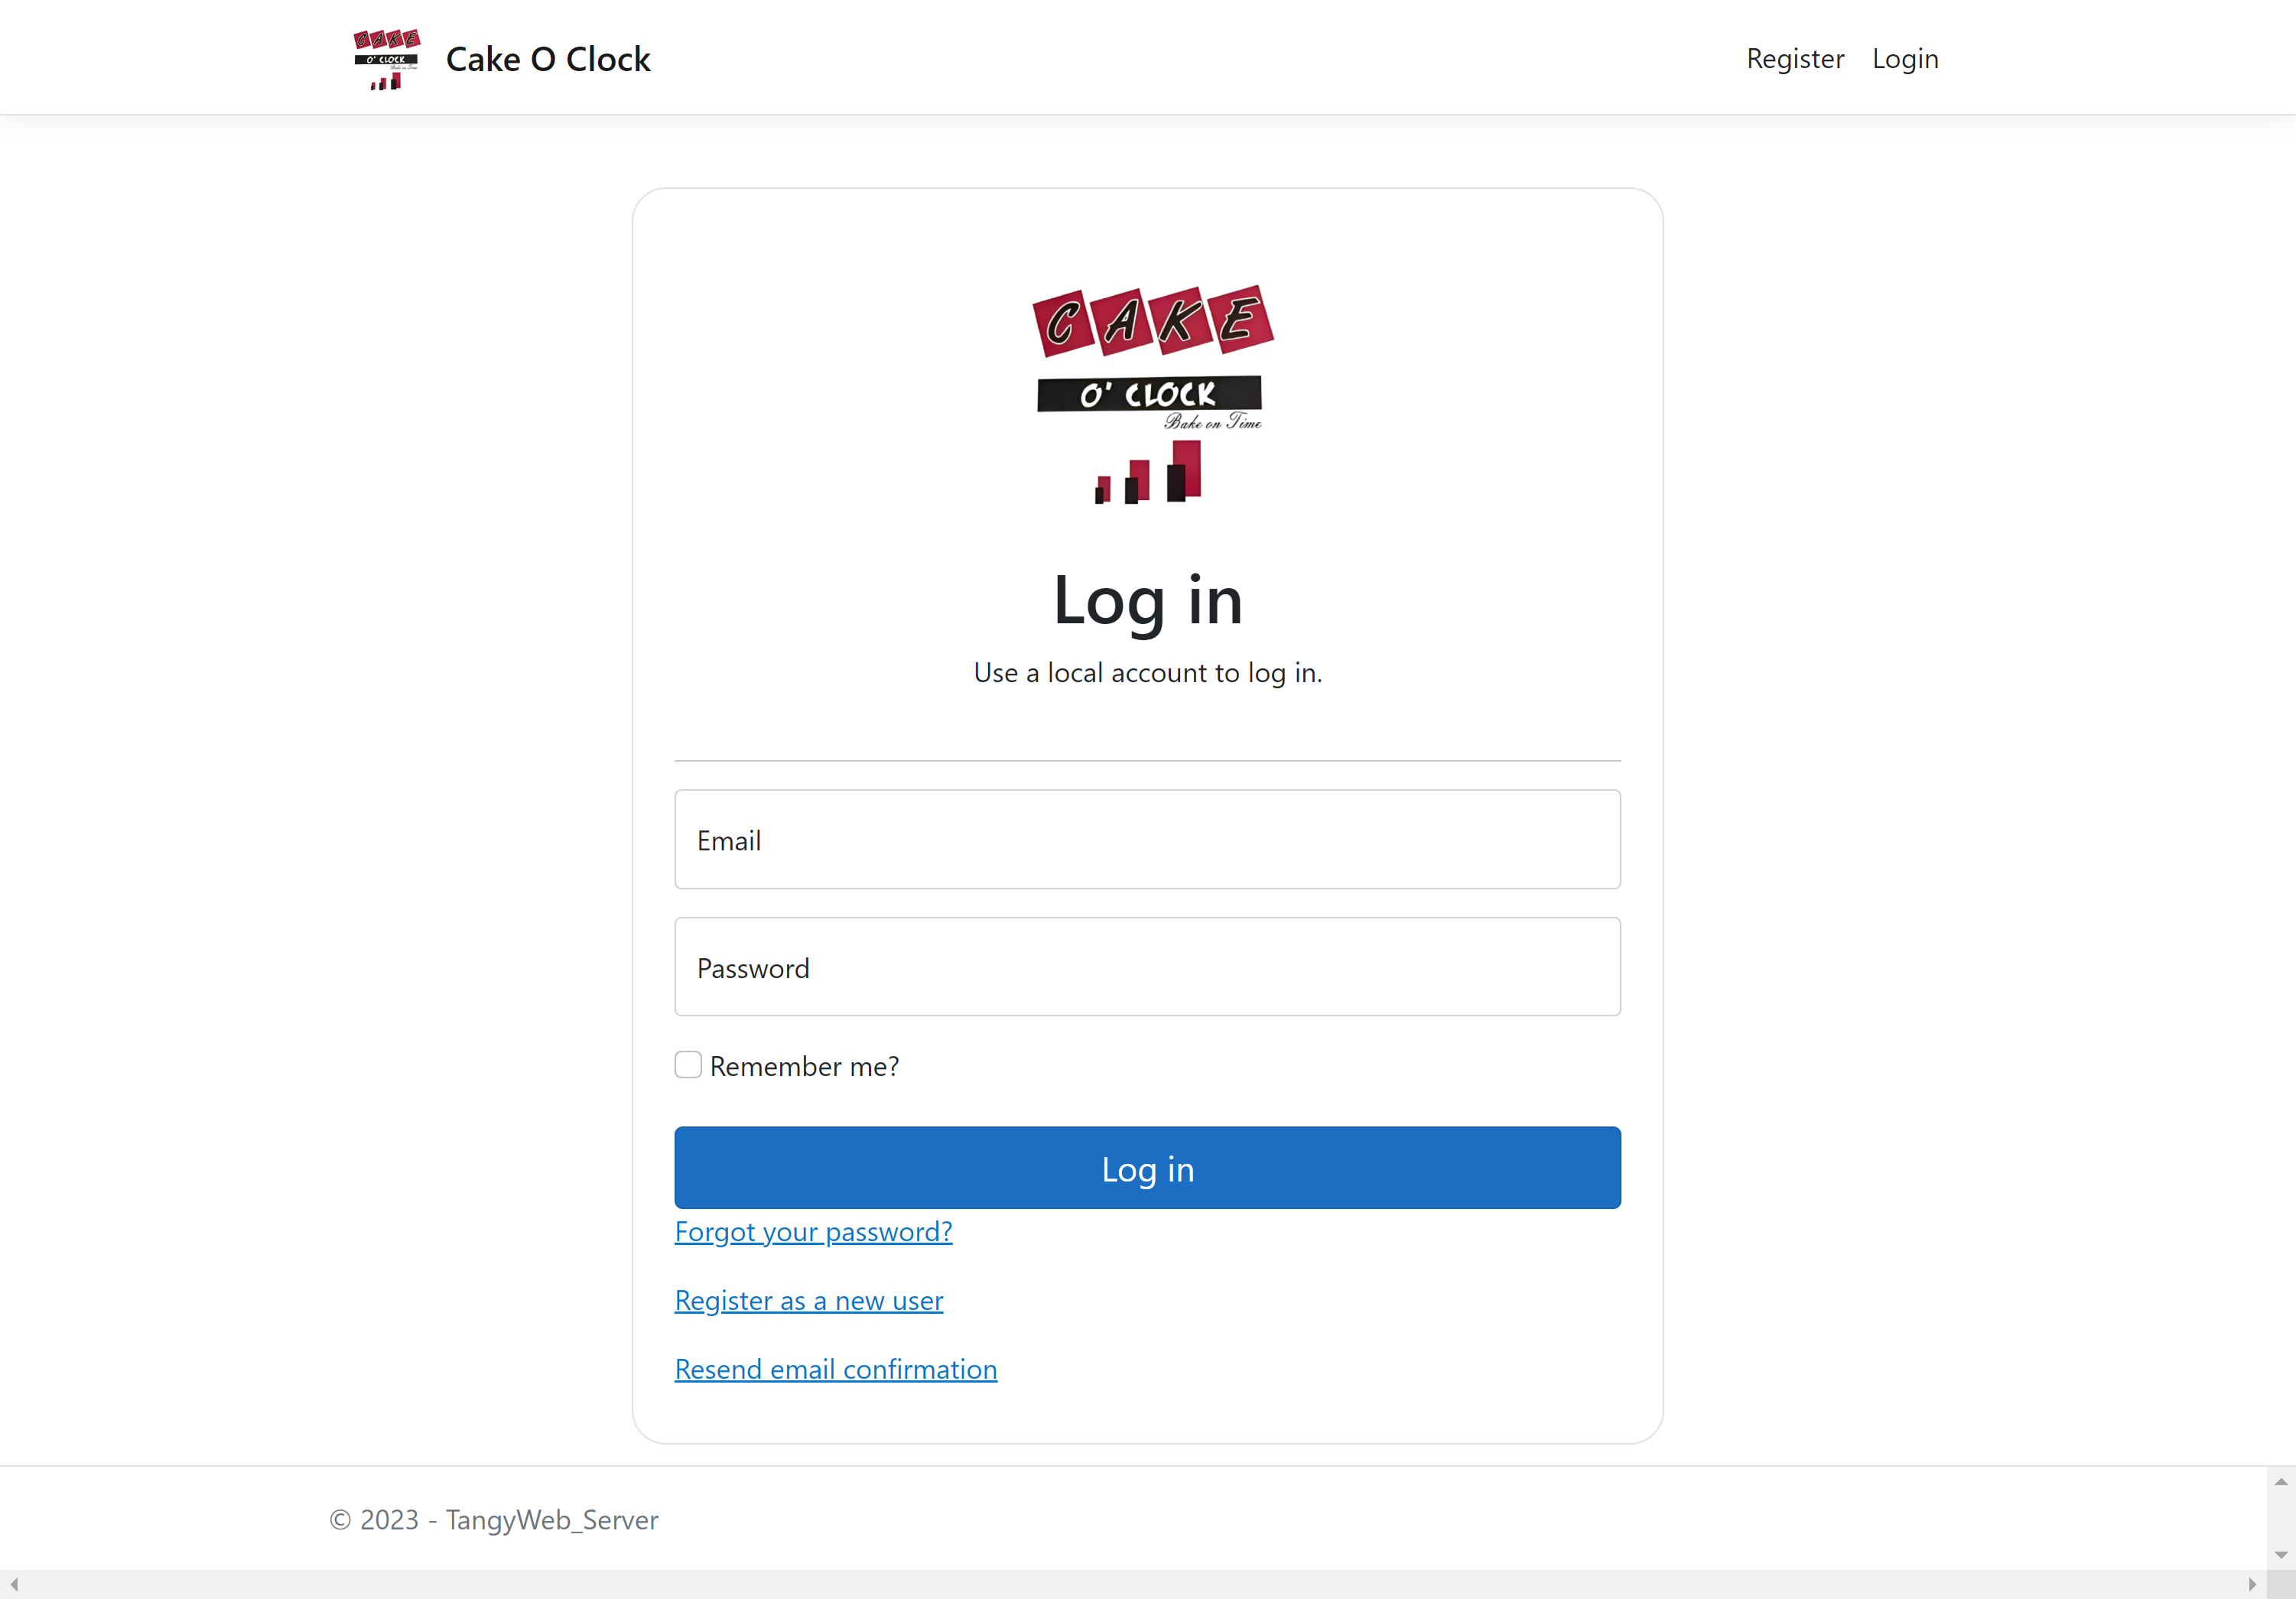 CAKE
O' CLOCK
Bake on Time
Cake O Clock
Register Login
CAKE
O' CLOCK
Bake on Time
Log in
Use a local account to log in.
Email
Password
Remember me?
Log in
Forgot your password?
Register as a new user
Resend email confirmation
© 2023 - TangyWeb_Server